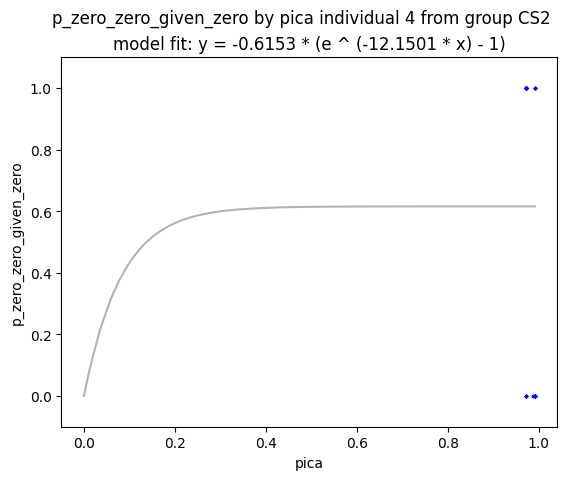 p_zero_zero_given_zero by pica individual 4 from group CS2
model fit: y = -0.6153 * (e ^ (-12.1501 * x) - 1)
1.0
0.8
0.6
0.4
0.2
0.0
p_zero_zero_given_zero
0.0 0.2 0.4 0.6 0.8 1.0
pica